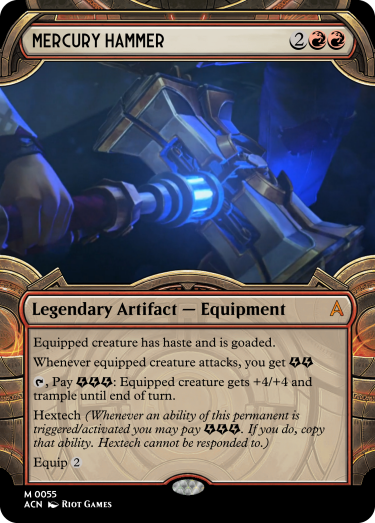 MERCURY HAMMER 2
Legendary Artifact — Equipment
Equipped creature has haste and is goaded.
Whenever equipped creature attacks, you get
, Pay : Equipped creature gets +4/+4 and
trample until end of turn.
Hextech (Whenever an ability of this permanent is
triggered/activated you may pay . If you do, copy
that ability. Hextech cannot be responded to.)
Equip 2
M 0055
ACN RIOT GAMES